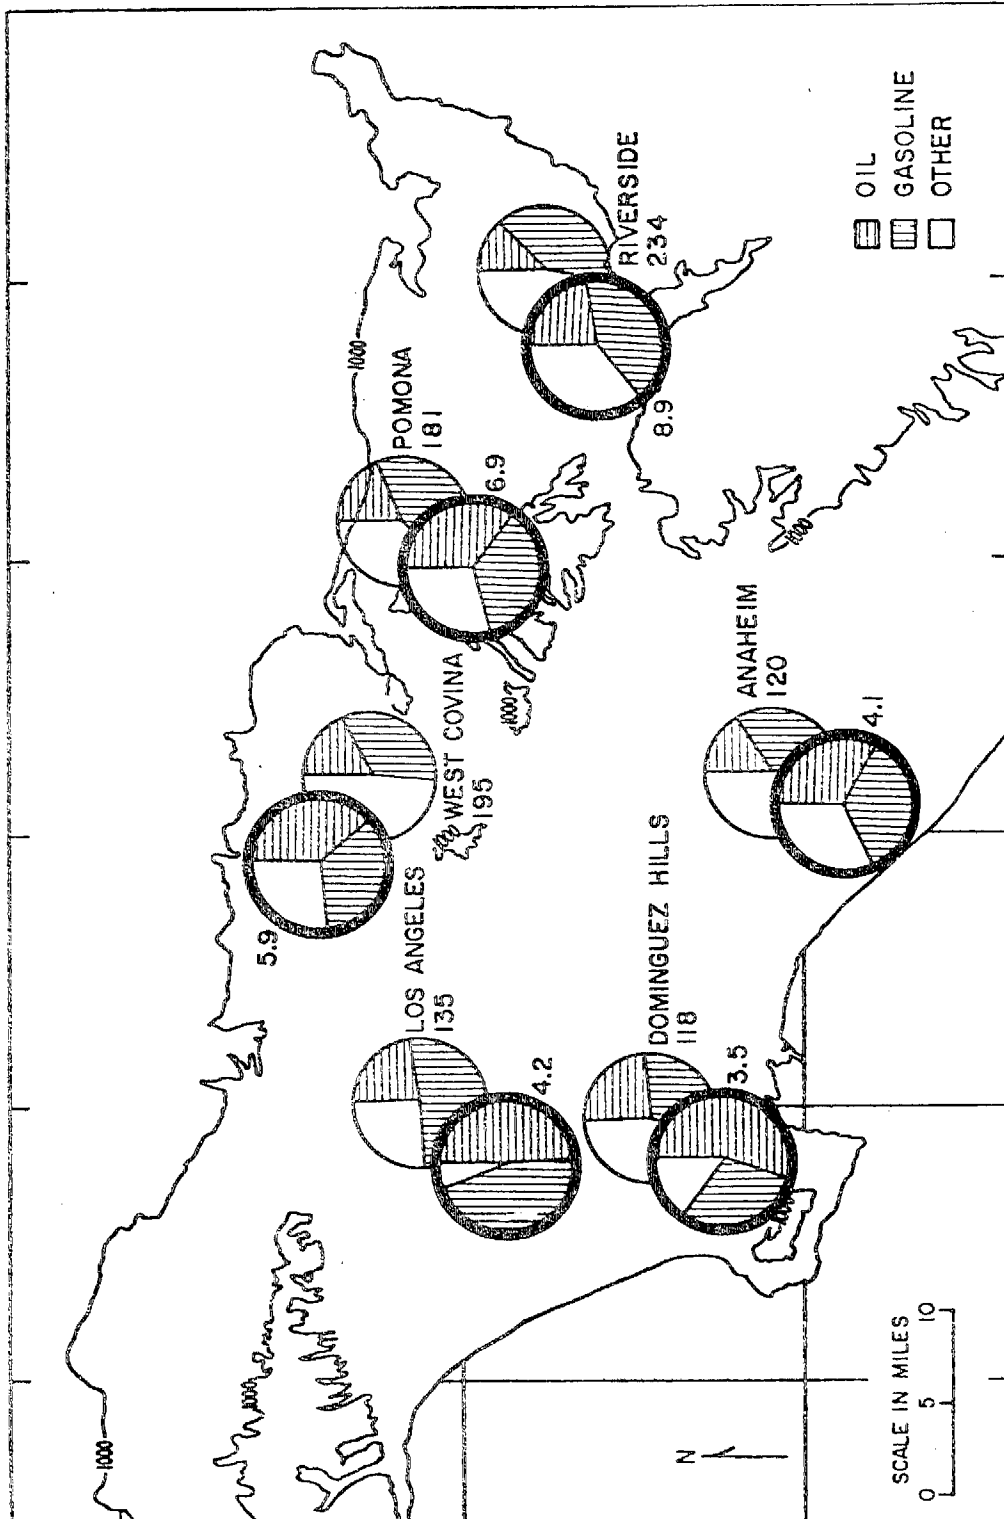 1000
1000
1000
1000
1000
1000
1000
5.9
WEST COVINA
195
POMONA
181
6.9
LOS ANGELES
135
4.2
RIVERSIDE
234
8.9
DOMINGUEZ HILLS
118
3.5
ANAHEIM
120
4.1
N
SCALE IN MILES
0 5 10
OIL
GASOLINE
OTHER